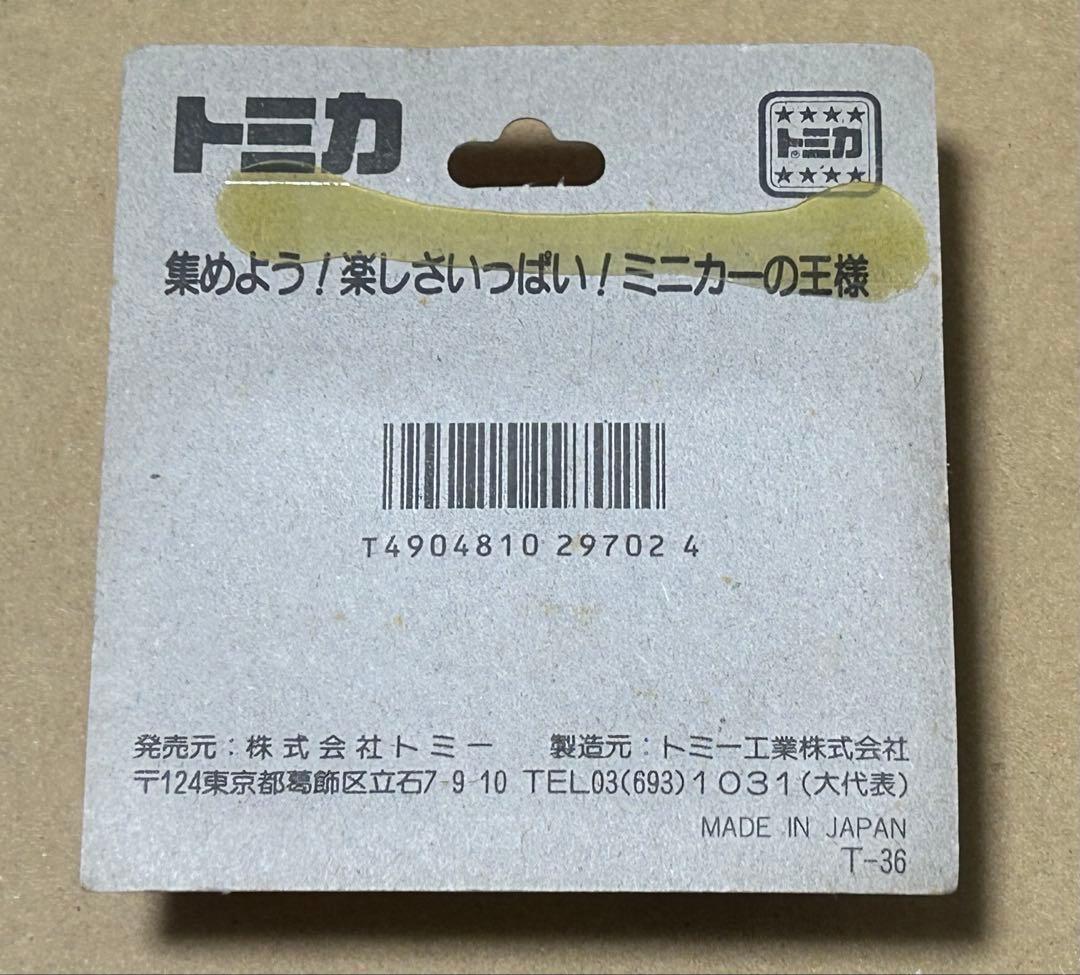 トミカ
★★★★
トミカ®
★★★★
集めよう！楽しさいっぱい！ミニカーの王様
T4904810 29702 4
発売元：株式会社トミー　製造元：トミー工業株式会社
〒124東京都葛飾区立石7-9-10 TEL03(693)1031(大代表)
MADE IN JAPAN
T-36